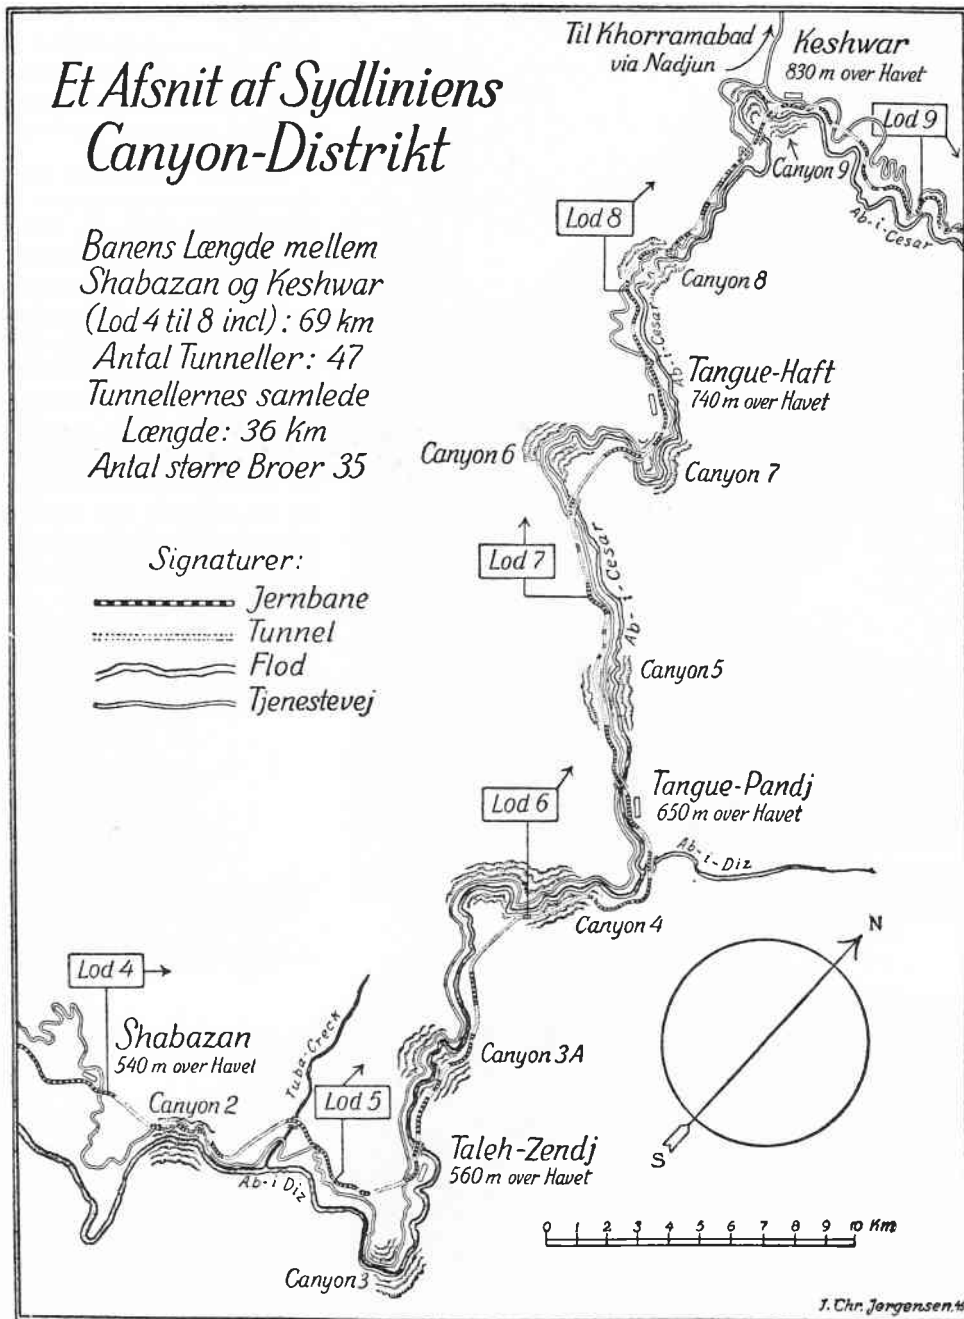 Et Afsnit af Sydliniens
Canyon-Distrikt
Banens Længde mellem
Shabazan og Keshwar
(Lod 4 til 8 incl) : 69 km
Antal Tunneller: 47
Tunnellernes samlede
Længde: 36 Km
Antal større Broer 35
Signaturer:
Jernbane
Tunnel
Flod
Tjenestevej
Til Khorramabad
via Nadjun
Keshwar
830 m over Havet
Lod 9
Canyon 9
Ab-i-Cesar
Lod 8
Canyon 8
Ab-i-Cesar
Tangue-Haft
740 m over Havet
Canyon 6
Canyon 7
Lod 7
Ab-i-Cesar
Canyon 5
Tangue-Pandj
650 m over Havet
Lod 6
Ab-i-Diz
Canyon 4
N
S
Lod 4
Shabazan
540 m over Havet
Canyon 2
Tuba-Creck
Lod 5
Canyon 3A
Taleh-Zendj
560 m over Havet
Ab-i Diz
Canyon 3
0 1 2 3 4 5 6 7 8 9 10 Km
J. Chr. Jørgensen.